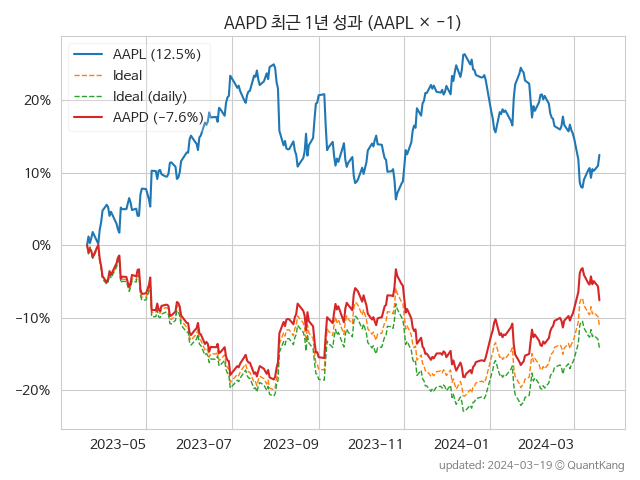 AAPD 최근 1년 성과 (AAPL × −1)
AAPL (12.5%)
Ideal
Ideal (daily)
AAPD (−7.6%)
20%
10%
0%
−10%
−20%
2023-05 2023-07 2023-09 2023-11 2024-01 2024-03
updated: 2024-03-19 © QuantKang